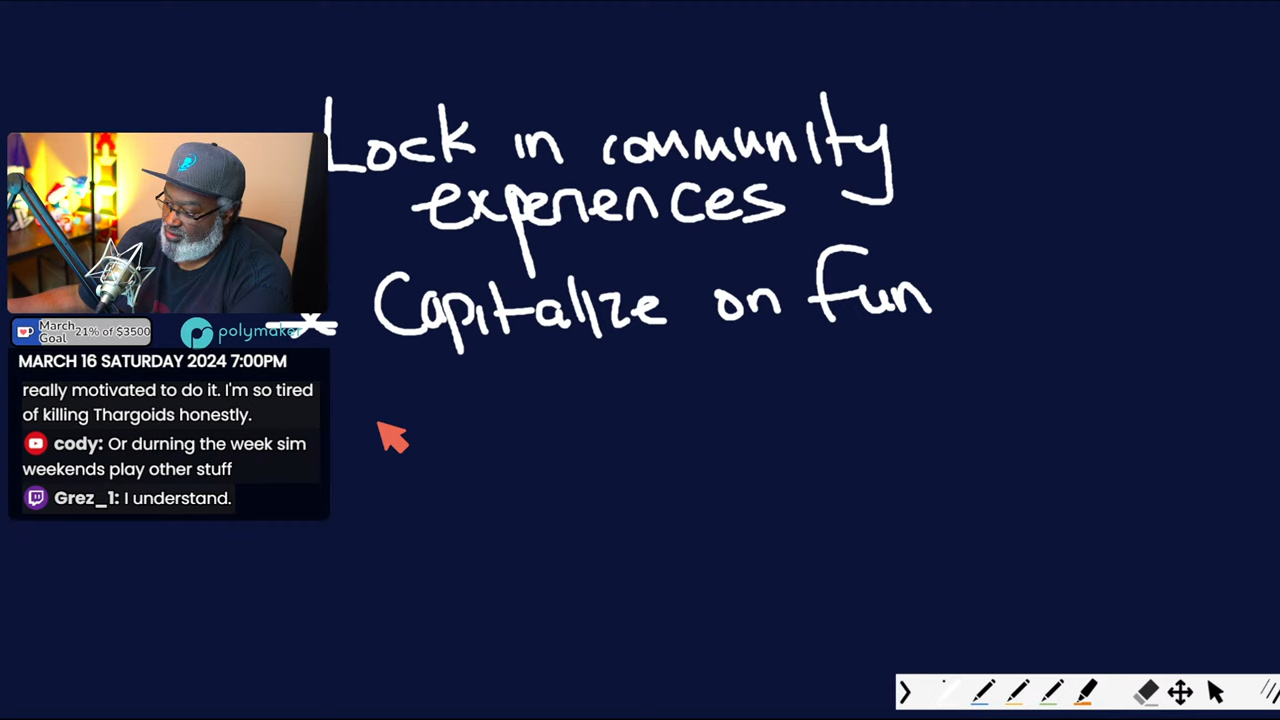 Lock in community
experiences
Capitalize on fun
March
Goal
21% of $3500
polymaker
MARCH 16 SATURDAY 2024 7:00PM
really motivated to do it. I'm so tired
of killing Thargoids honestly.
cody: Or durning the week sim
weekends play other stuff
Grez_1: I understand.